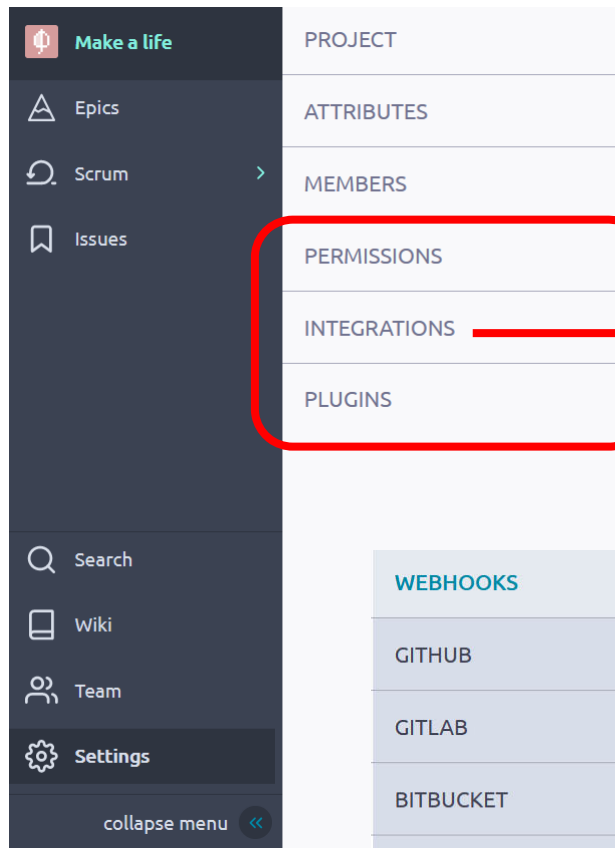 Make a life
Epics
Scrum
Issues
Search
Wiki
Team
Settings
collapse menu
PROJECT
ATTRIBUTES
MEMBERS
PERMISSIONS
INTEGRATIONS
PLUGINS
WEBHOOKS
GITHUB
GITLAB
BITBUCKET